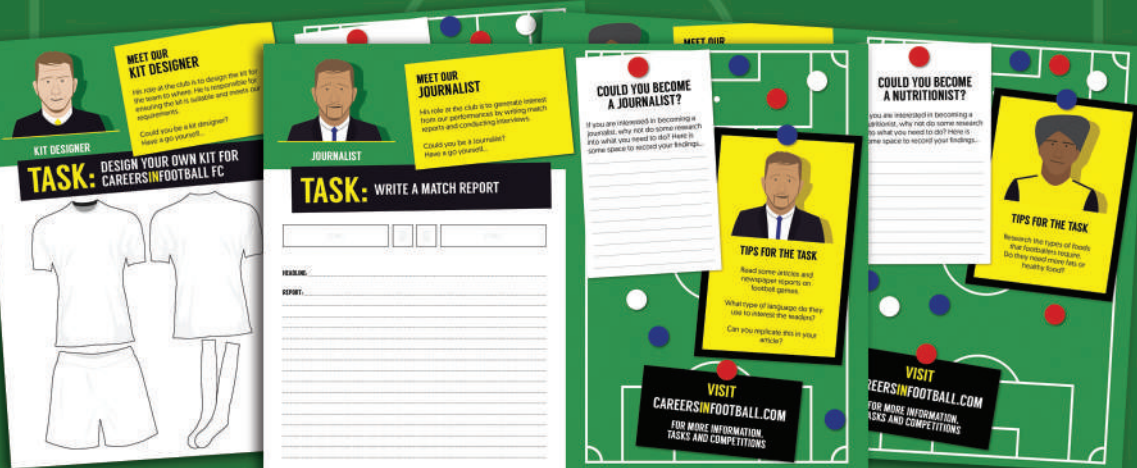 MEET OUR
KIT DESIGNER
His role at the club is to design the kit for
the team to where. He is responsible for
ensuring the kit is suitable and meets our
requirements.
Could you be a kit designer?
Have a go yourself...
KIT DESIGNER
TASK: DESIGN YOUR OWN KIT FOR
CAREERSINFOOTBALL FC
MEET OUR
JOURNALIST
His role at the club is to generate interest
from our performances by writing match
reports and conducting interviews.
Could you be a Journalist?
Have a go yourself...
JOURNALIST
TASK: WRITE A MATCH REPORT
HEADLINE:
REPORT:
MEET OUR
COULD YOU BECOME
A JOURNALIST?
If you are interested in becoming a
journalist, why not do some research
into what you need to do? Here is
some space to record your findings...
TIPS FOR THE TASK
Read some articles and
newspaper reports on
football games.
What type of language do they
use to interest the readers?
Can you replicate this in your
article?
VISIT
CAREERSINFOOTBALL.COM
FOR MORE INFORMATION,
TASKS AND COMPETITIONS
COULD YOU BECOME
A NUTRITIONIST?
you are interested in becoming a
nutritionist, why not do some research
into what you need to do? Here is
some space to record your findings...
TIPS FOR THE TASK
Research the types of foods
that footballers require.
Do they need more fats or
healthy food?
VISIT
REERSINFOOTBALL.COM
FOR MORE INFORMATION,
TASKS AND COMPETITIONS